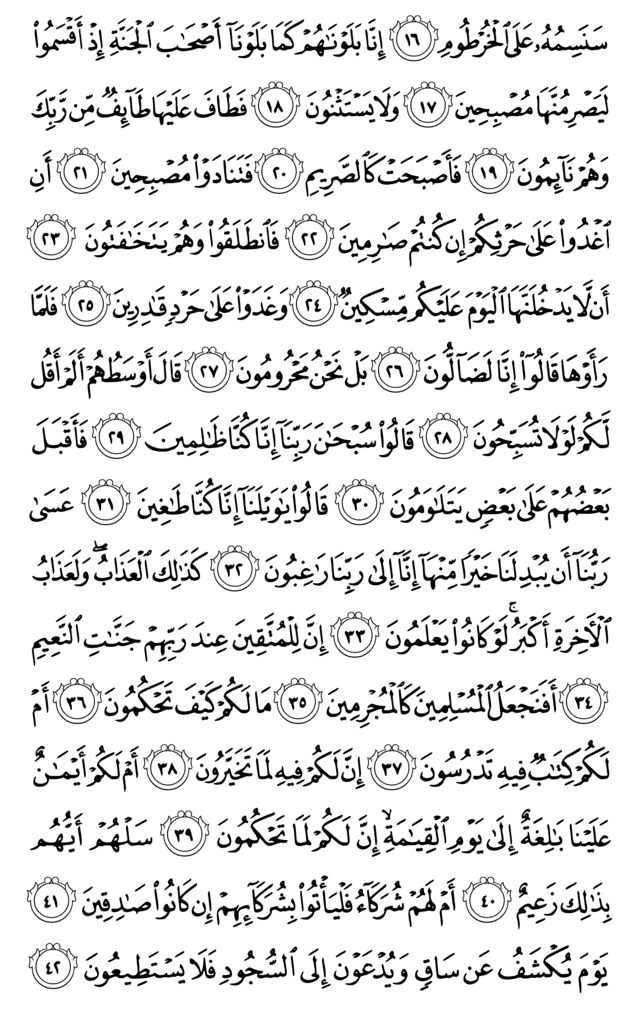 سَنَسِمُهُۥ عَلَى ٱلْخُرْطُومِ ١٦ إِنَّا بَلَوْنَٰهُمْ كَمَا بَلَوْنَآ أَصْحَٰبَ ٱلْجَنَّةِ إِذْ أَقْسَمُوا۟
لَيَصْرِمُنَّهَا مُصْبِحِينَ ١٧ وَلَا يَسْتَثْنُونَ ١٨ فَطَافَ عَلَيْهَا طَآئِفٌ مِّن رَّبِّكَ
وَهُمْ نَآئِمُونَ ١٩ فَأَصْبَحَتْ كَٱلصَّرِيمِ ٢٠ فَتَنَادَوْا۟ مُصْبِحِينَ ٢١ أَنِ
ٱغْدُوا۟ عَلَىٰ حَرْثِكُمْ إِن كُنتُمْ صَٰرِمِينَ ٢٢ فَٱنطَلَقُوا۟ وَهُمْ يَتَخَٰفَتُونَ ٢٣
أَن لَّا يَدْخُلَنَّهَا ٱلْيَوْمَ عَلَيْكُم مِّسْكِينٌ ٢٤ وَغَدَوْا۟ عَلَىٰ حَرْدٍ قَٰدِرِينَ ٢٥ فَلَمَّا
رَأَوْهَا قَالُوٓا۟ إِنَّا لَضَآلُّونَ ٢٦ بَلْ نَحْنُ مَحْرُومُونَ ٢٧ قَالَ أَوْسَطُهُمْ أَلَمْ أَقُل
لَّكُمْ لَوْلَا تُسَبِّحُونَ ٢٨ قَالُوا۟ سُبْحَٰنَ رَبِّنَآ إِنَّا كُنَّا ظَٰلِمِينَ ٢٩ فَأَقْبَلَ
بَعْضُهُمْ عَلَىٰ بَعْضٍ يَتَلَٰوَمُونَ ٣٠ قَالُوا۟ يَٰوَيْلَنَآ إِنَّا كُنَّا طَٰغِينَ ٣١ عَسَىٰ
رَبُّنَآ أَن يُبْدِلَنَا خَيْرًا مِّنْهَآ إِنَّآ إِلَىٰ رَبِّنَا رَٰغِبُونَ ٣٢ كَذَٰلِكَ ٱلْعَذَابُ ۖ وَلَعَذَابُ
ٱلْءَاخِرَةِ أَكْبَرُ ۚ لَوْ كَانُوا۟ يَعْلَمُونَ ٣٣ إِنَّ لِلْمُتَّقِينَ عِندَ رَبِّهِمْ جَنَّٰتِ ٱلنَّعِيمِ
٣٤ أَفَنَجْعَلُ ٱلْمُسْلِمِينَ كَٱلْمُجْرِمِينَ ٣٥ مَا لَكُمْ كَيْفَ تَحْكُمُونَ ٣٦ أَمْ
لَكُمْ كِتَٰبٌ فِيهِ تَدْرُسُونَ ٣٧ إِنَّ لَكُمْ فِيهِ لَمَا تَخَيَّرُونَ ٣٨ أَمْ لَكُمْ أَيْمَٰنٌ
عَلَيْنَا بَٰلِغَةٌ إِلَىٰ يَوْمِ ٱلْقِيَٰمَةِ ۙ إِنَّ لَكُمْ لَمَا تَحْكُمُونَ ٣٩ سَلْهُمْ أَيُّهُم
بِذَٰلِكَ زَعِيمٌ ٤٠ أَمْ لَهُمْ شُرَكَآءُ فَلْيَأْتُوا۟ بِشُرَكَآئِهِمْ إِن كَانُوا۟ صَٰدِقِينَ ٤١
يَوْمَ يُكْشَفُ عَن سَاقٍ وَيُدْعَوْنَ إِلَى ٱلسُّجُودِ فَلَا يَسْتَطِيعُونَ ٤٢